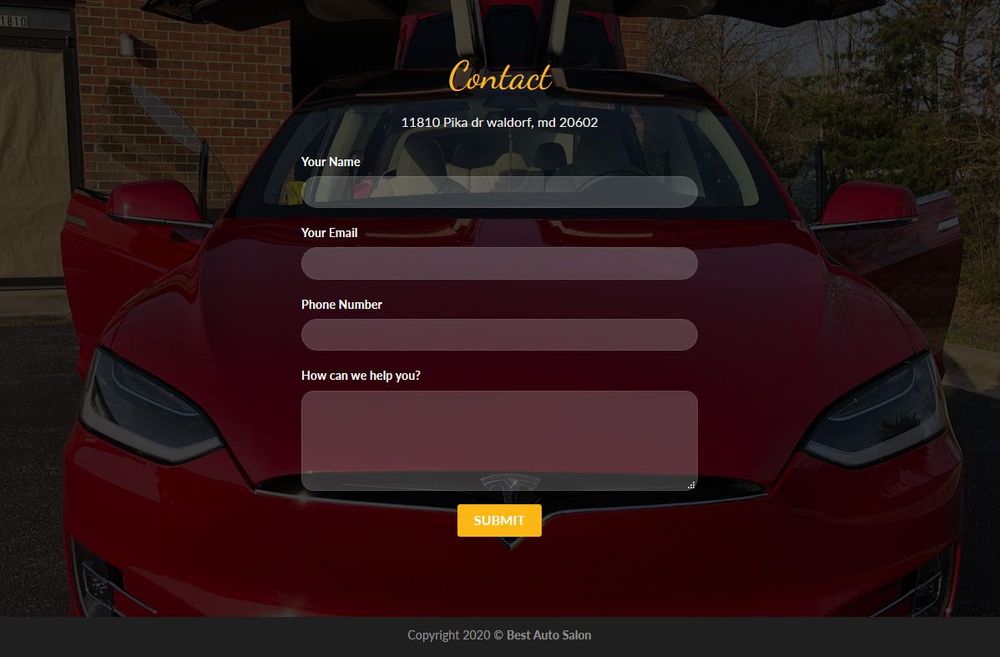 1810
Contact
11810 Pika dr waldorf, md 20602
Your Name
Your Email
Phone Number
How can we help you?
SUBMIT
Copyright 2020 © Best Auto Salon